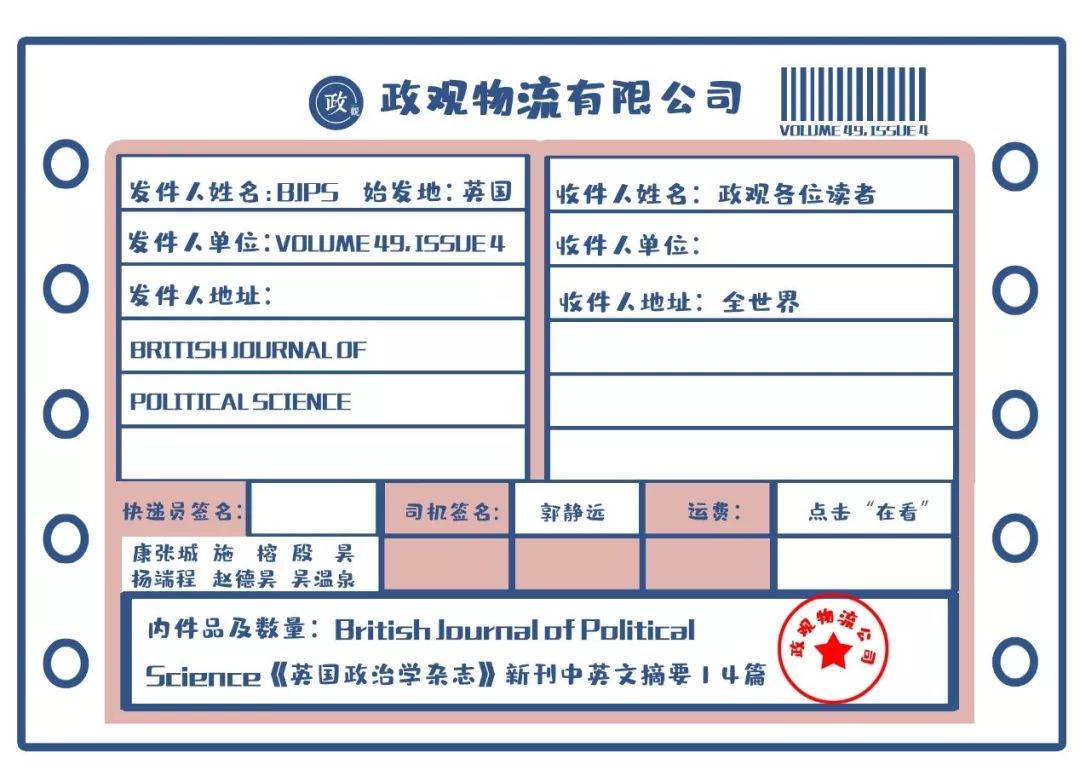 政观
政观物流有限公司
VOLUME 49, ISSUE 4
发件人姓名：BJPS 始发地：英国
发件人单位：VOLUME 49, ISSUE 4
发件人地址：
BRITISH JOURNAL OF
POLITICAL SCIENCE
收件人姓名：政观各位读者
收件人单位：
收件人地址：全世界
快递员签名：
司机签名：
郭静远
运费：
点击“在看”
康张城 施 榕 殷 昊
杨端程 赵德昊 吴温泉
内件品及数量：British Journal of Political
Science《英国政治学杂志》新刊中英文摘要14篇
政观物流公司